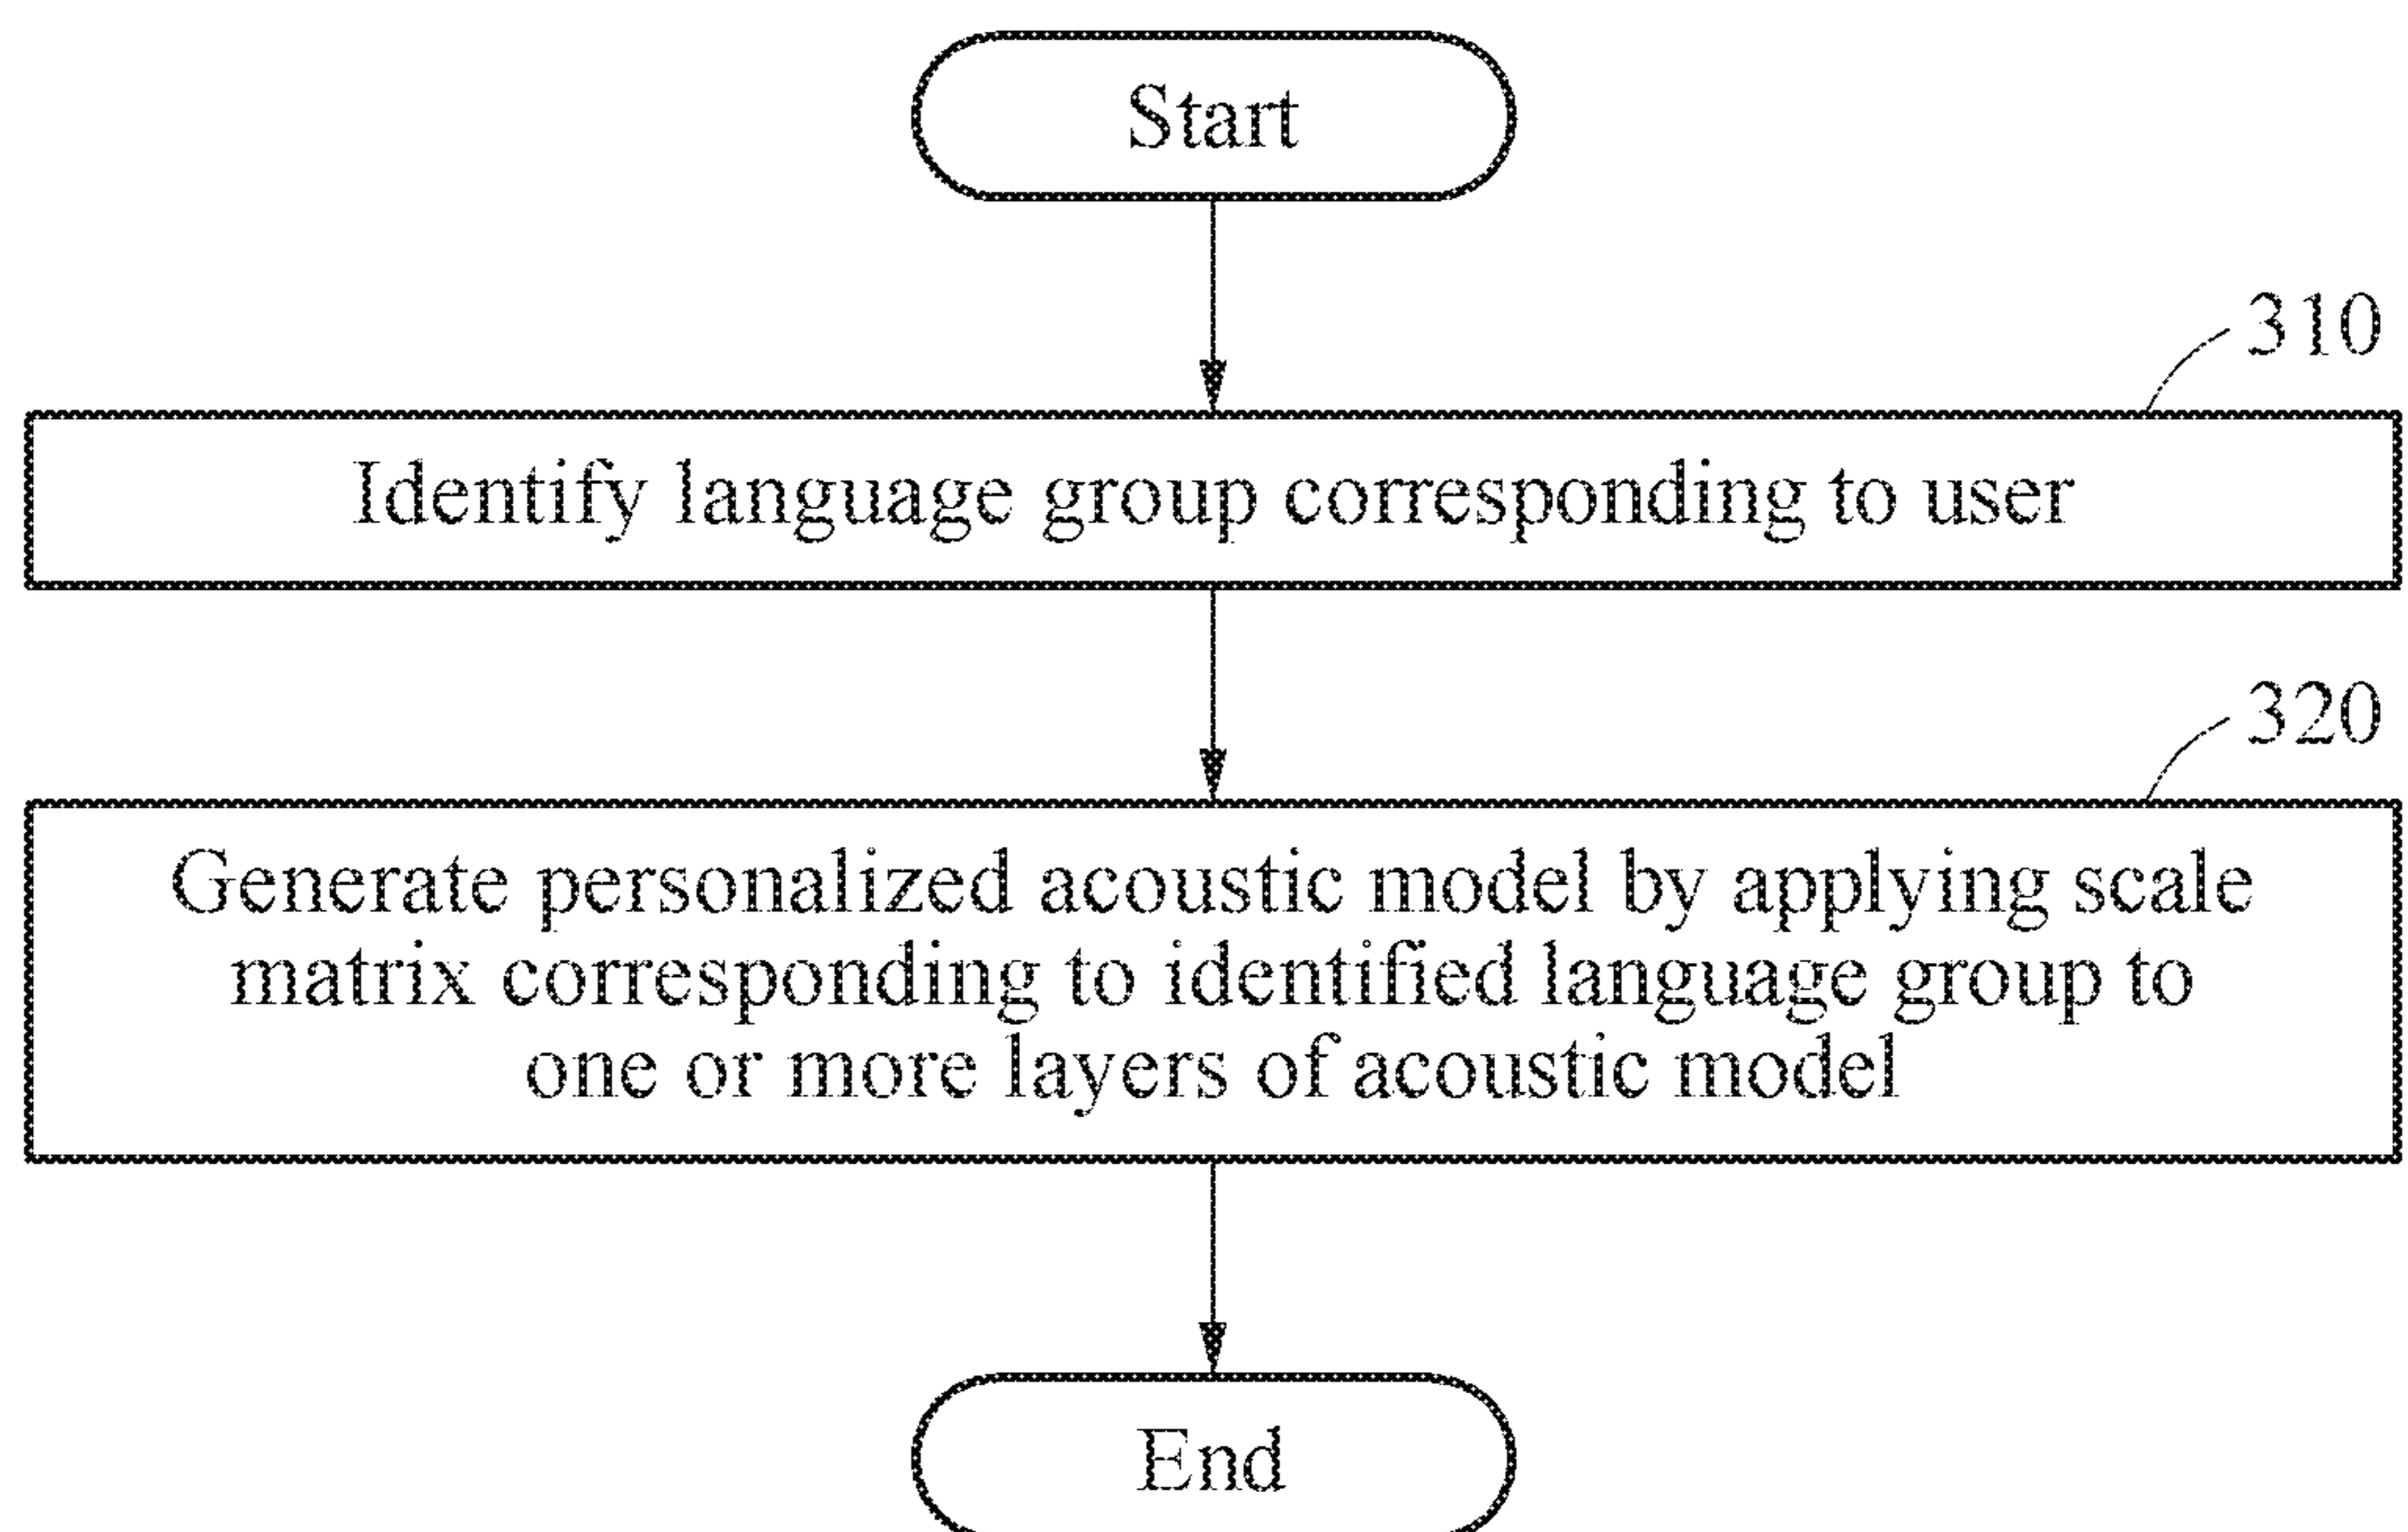 Start
310
Identify language group corresponding to user
320
Generate personalized acoustic model by applying scale
matrix corresponding to identified language group to
one or more layers of acoustic model
End